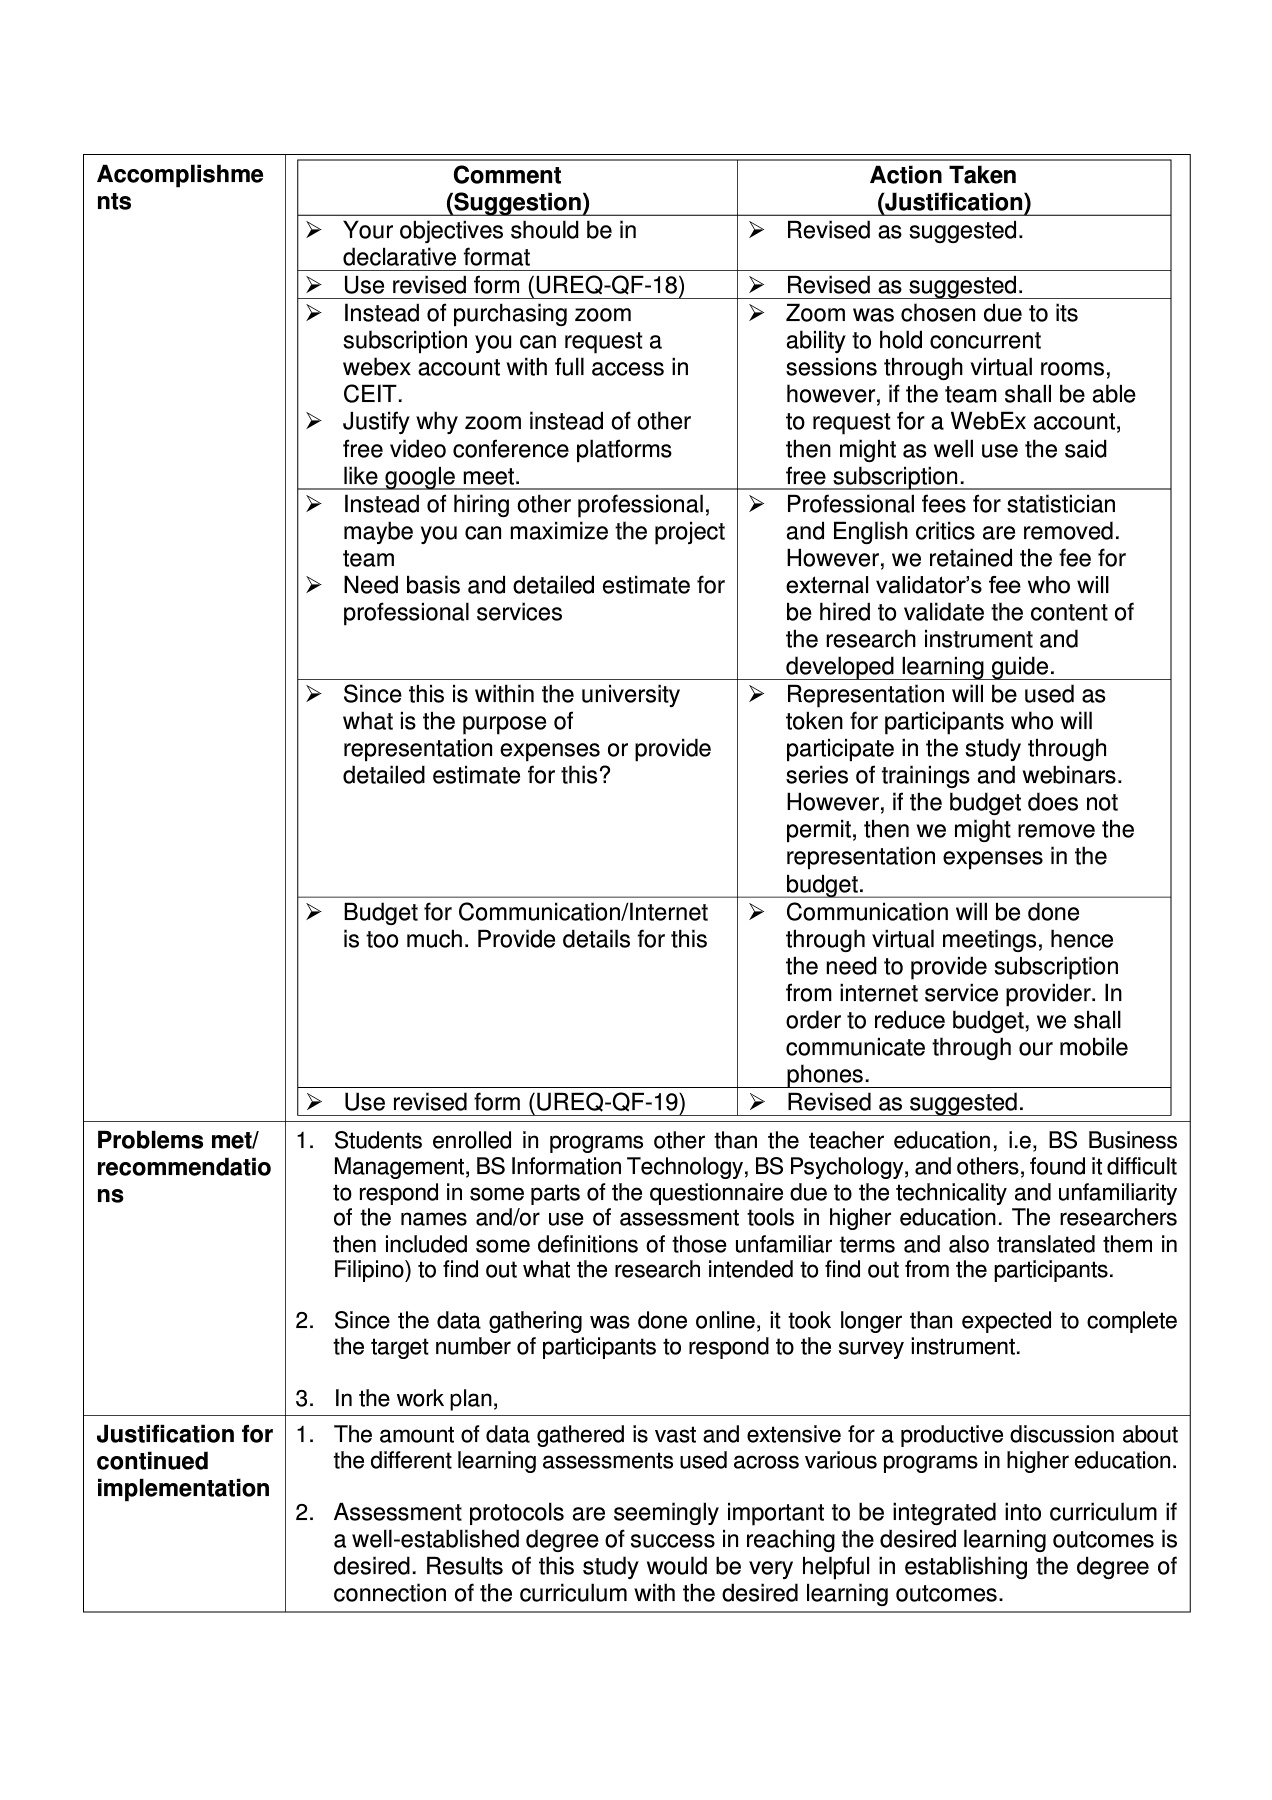 Accomplishme
nts
Comment
(Suggestion)
Action Taken
(Justification)
➢ Your objectives should be in
declarative format
➢ Revised as suggested.
➢ Use revised form (UREQ-QF-18)
➢ Revised as suggested.
➢ Instead of purchasing zoom
subscription you can request a
webex account with full access in
CEIT.
➢ Justify why zoom instead of other
free video conference platforms
like google meet.
➢ Zoom was chosen due to its
ability to hold concurrent
sessions through virtual rooms,
however, if the team shall be able
to request for a WebEx account,
then might as well use the said
free subscription.
➢ Instead of hiring other professional,
maybe you can maximize the project
team
➢ Need basis and detailed estimate for
professional services
➢ Professional fees for statistician
and English critics are removed.
However, we retained the fee for
external validator’s fee who will
be hired to validate the content of
the research instrument and
developed learning guide.
➢ Since this is within the university
what is the purpose of
representation expenses or provide
detailed estimate for this?
➢ Representation will be used as
token for participants who will
participate in the study through
series of trainings and webinars.
However, if the budget does not
permit, then we might remove the
representation expenses in the
budget.
➢ Budget for Communication/Internet
is too much. Provide details for this
➢ Communication will be done
through virtual meetings, hence
the need to provide subscription
from internet service provider. In
order to reduce budget, we shall
communicate through our mobile
phones.
➢ Use revised form (UREQ-QF-19)
➢ Revised as suggested.
Problems met/
recommendatio
ns
1. Students enrolled in programs other than the teacher education, i.e, BS Business
Management, BS Information Technology, BS Psychology, and others, found it difficult
to respond in some parts of the questionnaire due to the technicality and unfamiliarity
of the names and/or use of assessment tools in higher education. The researchers
then included some definitions of those unfamiliar terms and also translated them in
Filipino) to find out what the research intended to find out from the participants.
2. Since the data gathering was done online, it took longer than expected to complete
the target number of participants to respond to the survey instrument.
3. In the work plan,
Justification for
continued
implementation
1. The amount of data gathered is vast and extensive for a productive discussion about
the different learning assessments used across various programs in higher education.
2. Assessment protocols are seemingly important to be integrated into curriculum if
a well-established degree of success in reaching the desired learning outcomes is
desired. Results of this study would be very helpful in establishing the degree of
connection of the curriculum with the desired learning outcomes.